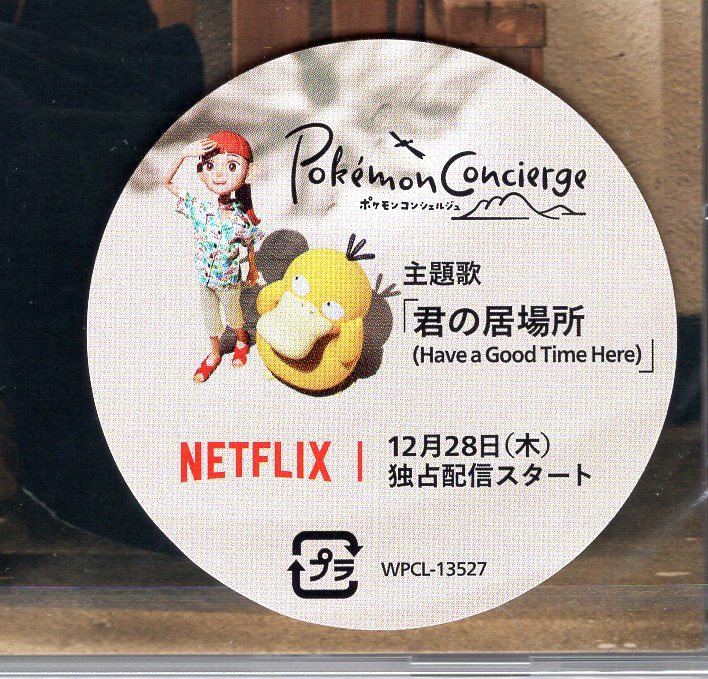 Pokémon Concierge
ポケモンコンシェルジュ
主題歌
「君の居場所
(Have a Good Time Here)」
NETFLIX | 12月28日(木)
独占配信スタート
プラ
WPCL-13527